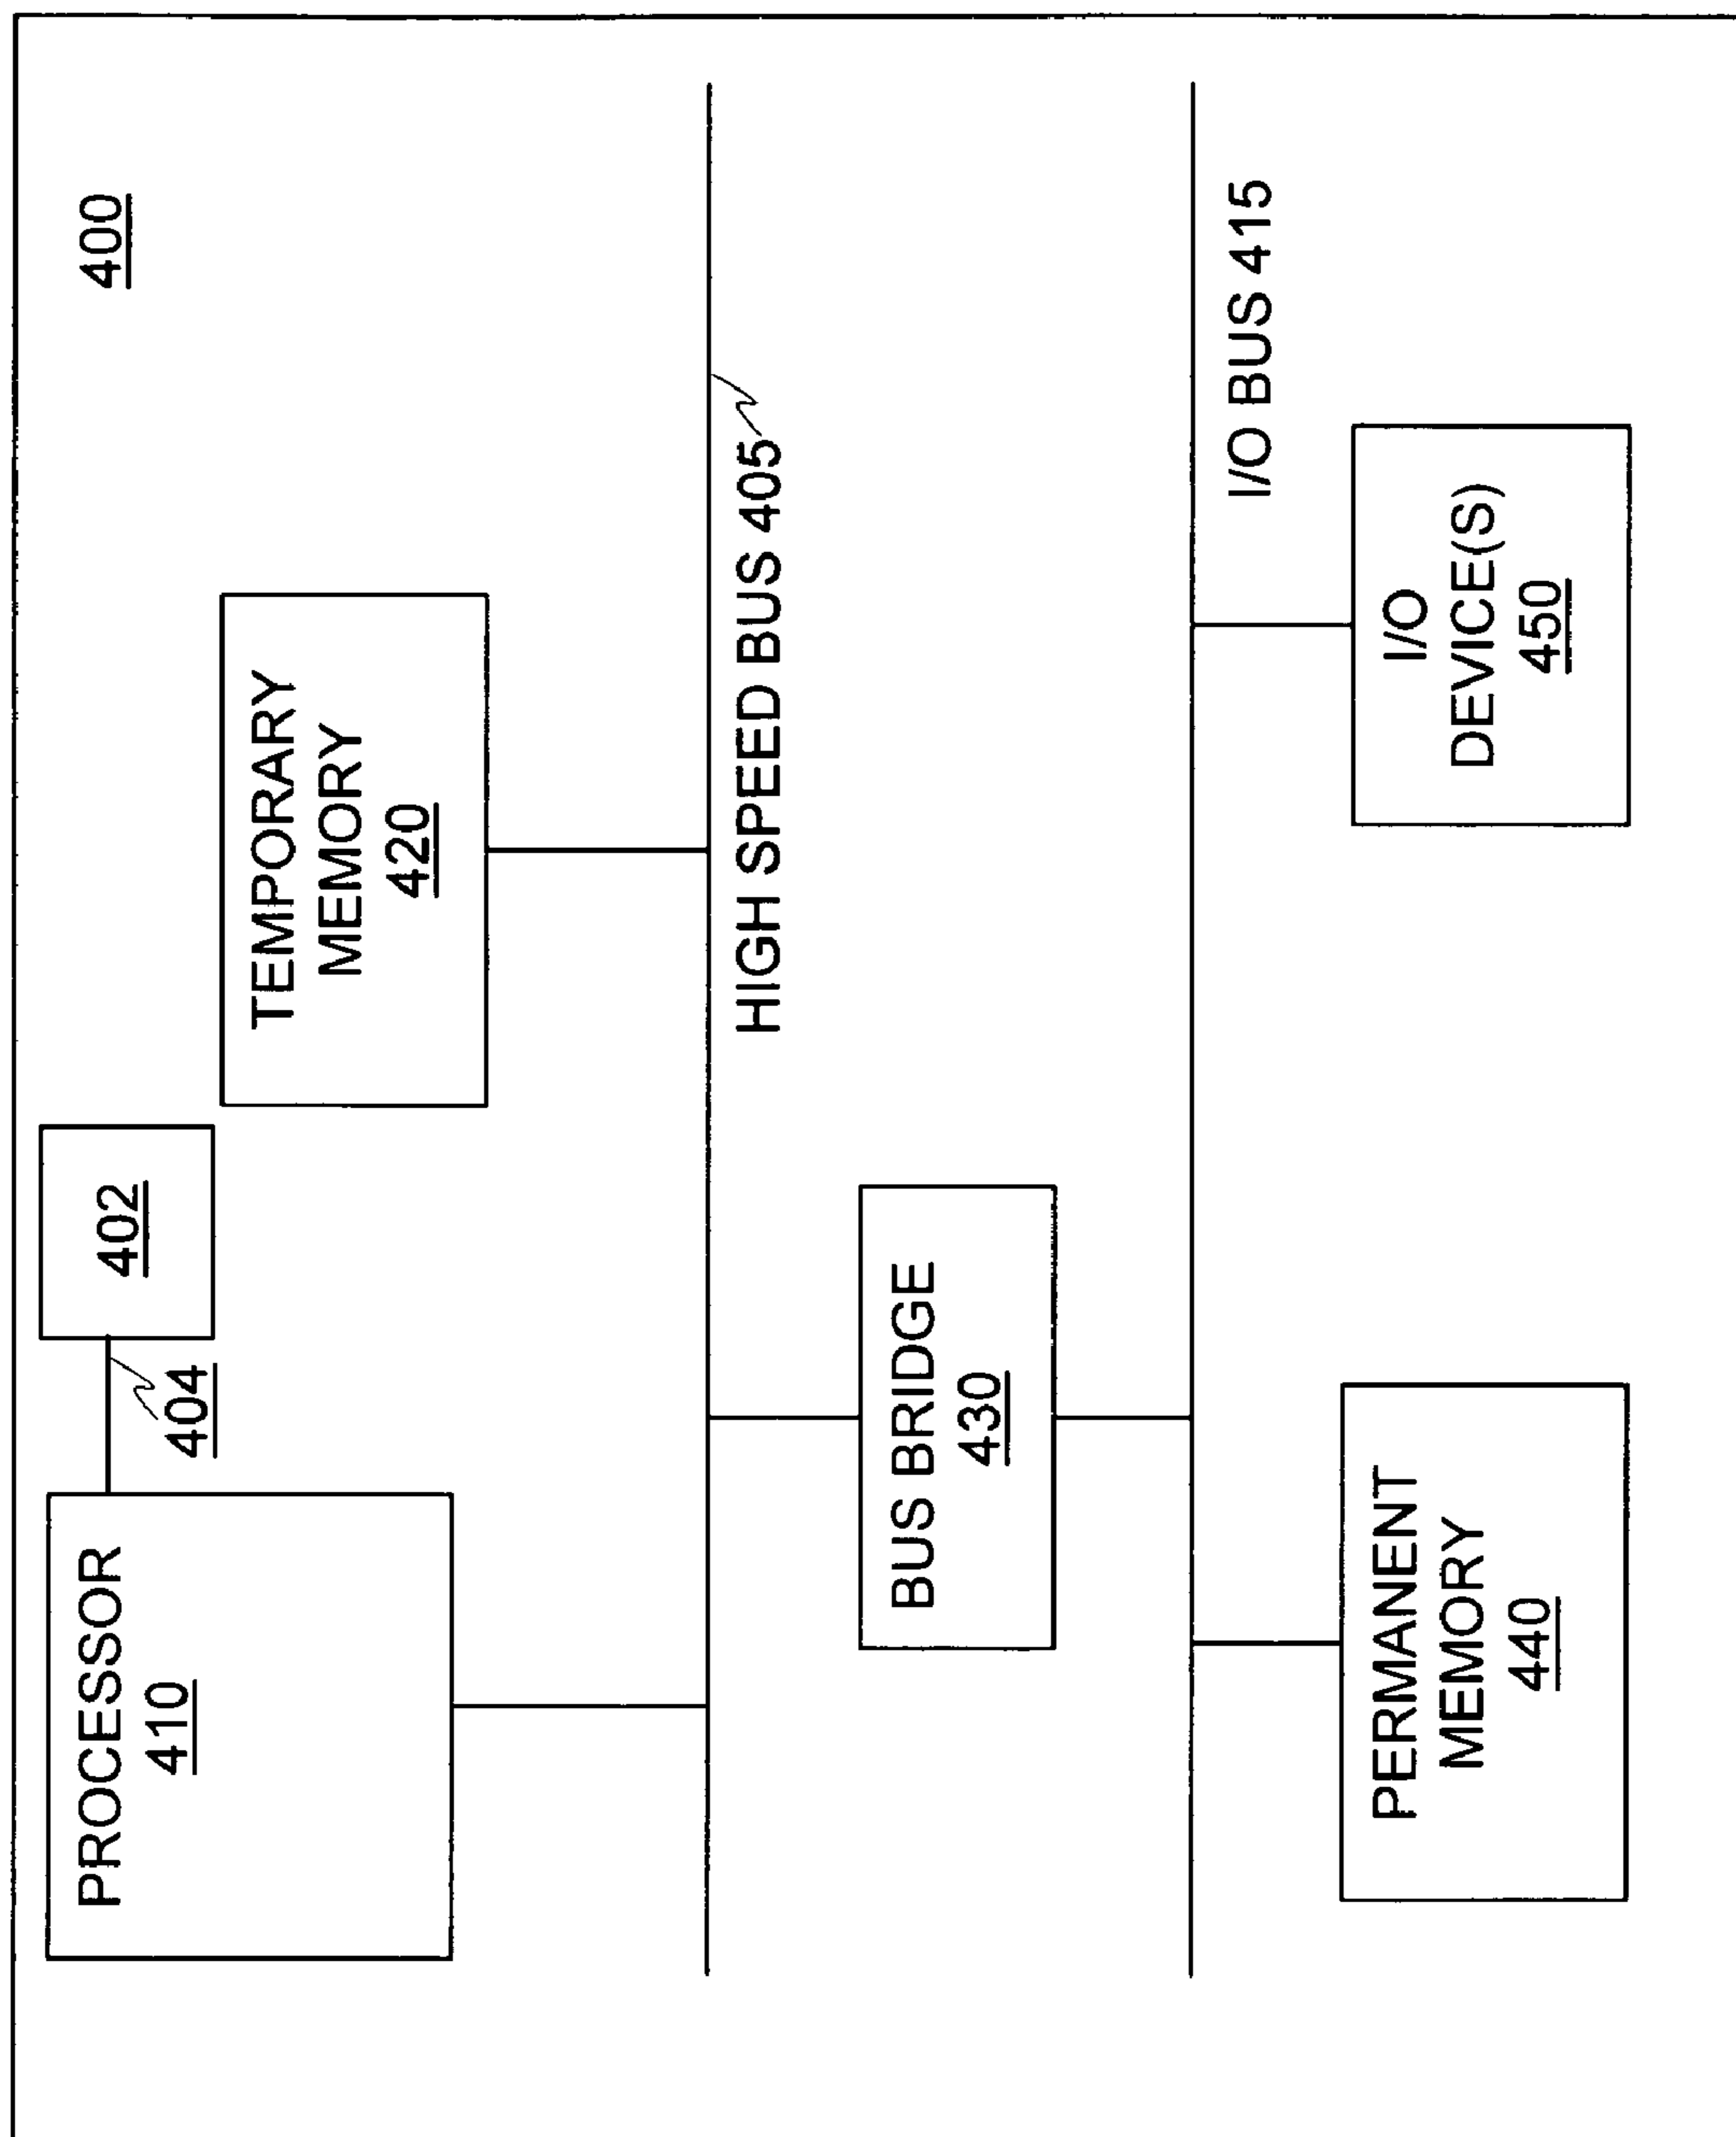 400
PROCESSOR
410
404
402
TEMPORARY
MEMORY
420
HIGH SPEED BUS 405
BUS BRIDGE
430
I/O BUS 415
PERMANENT
MEMORY
440
I/O
DEVICE(S)
450